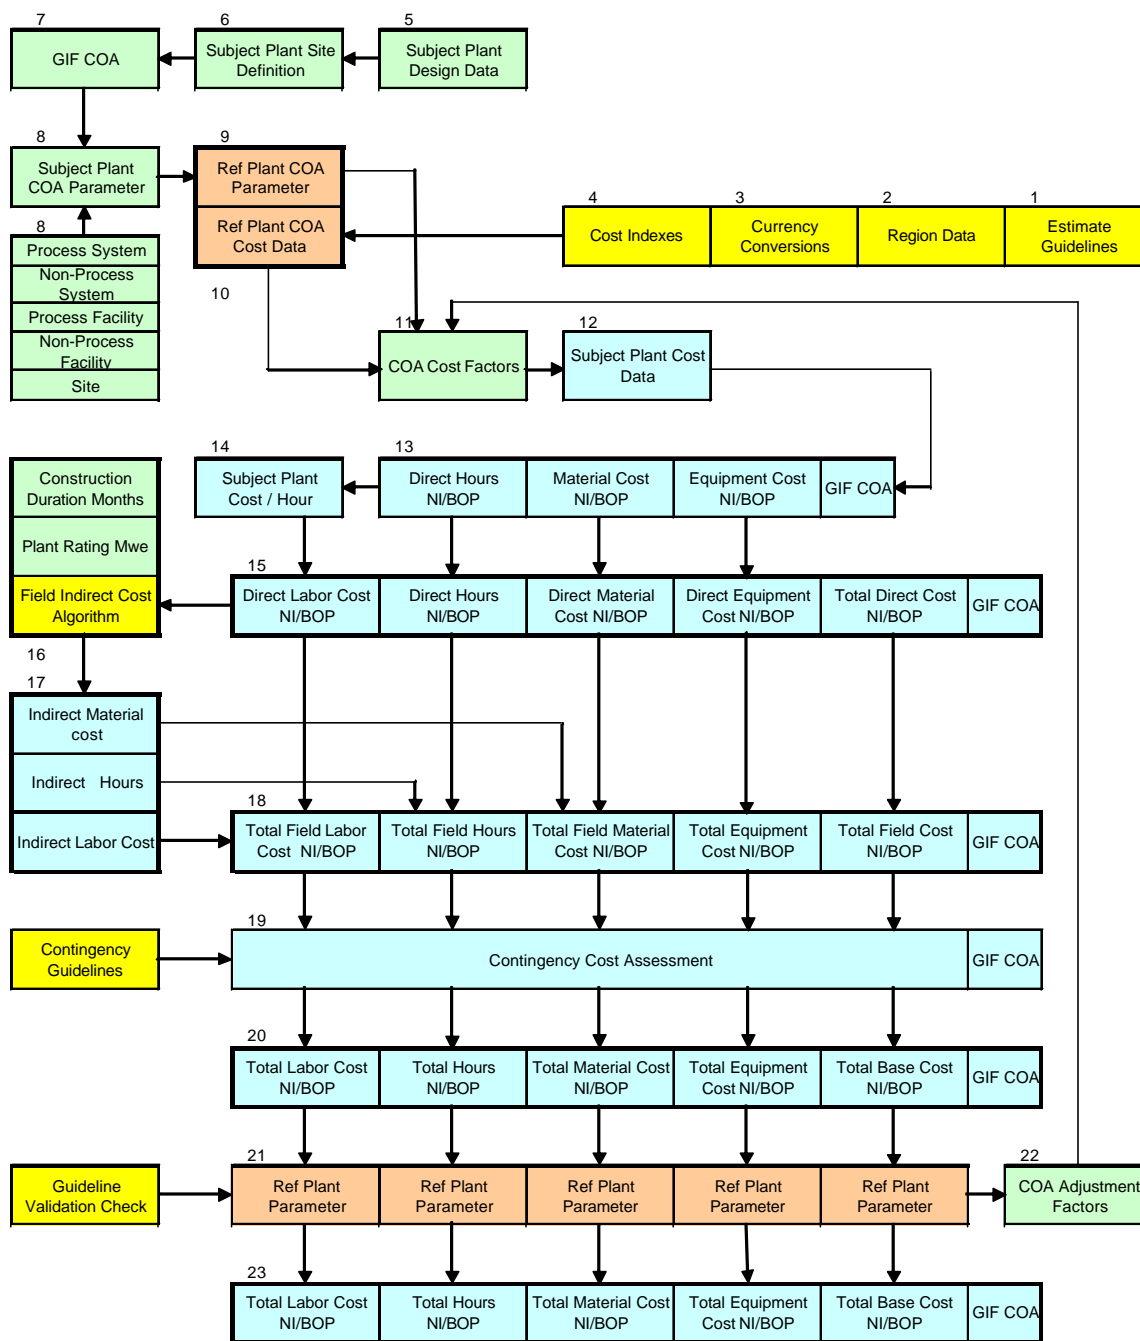 7
6
5
GIF COA
Subject Plant Site
Definition
Subject Plant
Design Data
8
9
Subject Plant
COA Parameter
Ref Plant COA
Parameter
Ref Plant COA
Cost Data
4
3
2
1
Cost Indexes
Currency
Conversions
Region Data
Estimate
Guidelines
8
Process System
Non-Process
System
Process Facility
Non-Process
Facility
Site
10
11
12
COA Cost Factors
Subject Plant Cost
Data
14
13
Construction
Duration Months
Plant Rating Mwe
Field Indirect Cost
Algorithm
Subject Plant
Cost / Hour
Direct Hours
NI/BOP
Material Cost
NI/BOP
Equipment Cost
NI/BOP
GIF COA
15
Direct Labor Cost
NI/BOP
Direct Hours
NI/BOP
Direct Material
Cost NI/BOP
Direct Equipment
Cost NI/BOP
Total Direct Cost
NI/BOP
GIF COA
16
17
Indirect Material
cost
Indirect Hours
Indirect Labor Cost
18
Total Field Labor
Cost NI/BOP
Total Field Hours
NI/BOP
Total Field Material
Cost NI/BOP
Total Equipment
Cost NI/BOP
Total Field Cost
NI/BOP
GIF COA
19
Contingency
Guidelines
Contingency Cost Assessment
GIF COA
20
Total Labor Cost
NI/BOP
Total Hours
NI/BOP
Total Material Cost
NI/BOP
Total Equipment
Cost NI/BOP
Total Base Cost
NI/BOP
GIF COA
21
22
Guideline
Validation Check
Ref Plant
Parameter
Ref Plant
Parameter
Ref Plant
Parameter
Ref Plant
Parameter
Ref Plant
Parameter
COA Adjustment
Factors
23
Total Labor Cost
NI/BOP
Total Hours
NI/BOP
Total Material Cost
NI/BOP
Total Equipment
Cost NI/BOP
Total Base Cost
NI/BOP
GIF COA